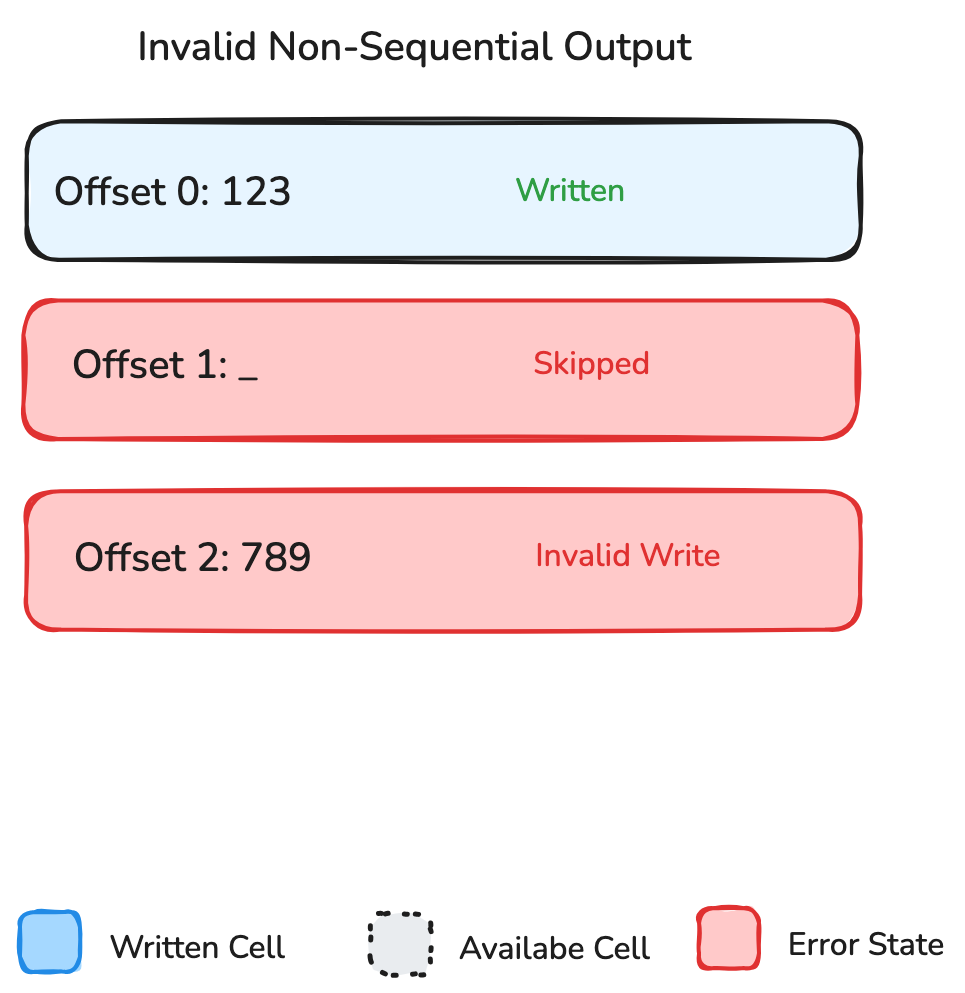 Invalid Non-Sequential Output
Offset 0: 123 Written
Offset 1: _ Skipped
Offset 2: 789 Invalid Write
Written Cell Availabe Cell Error State